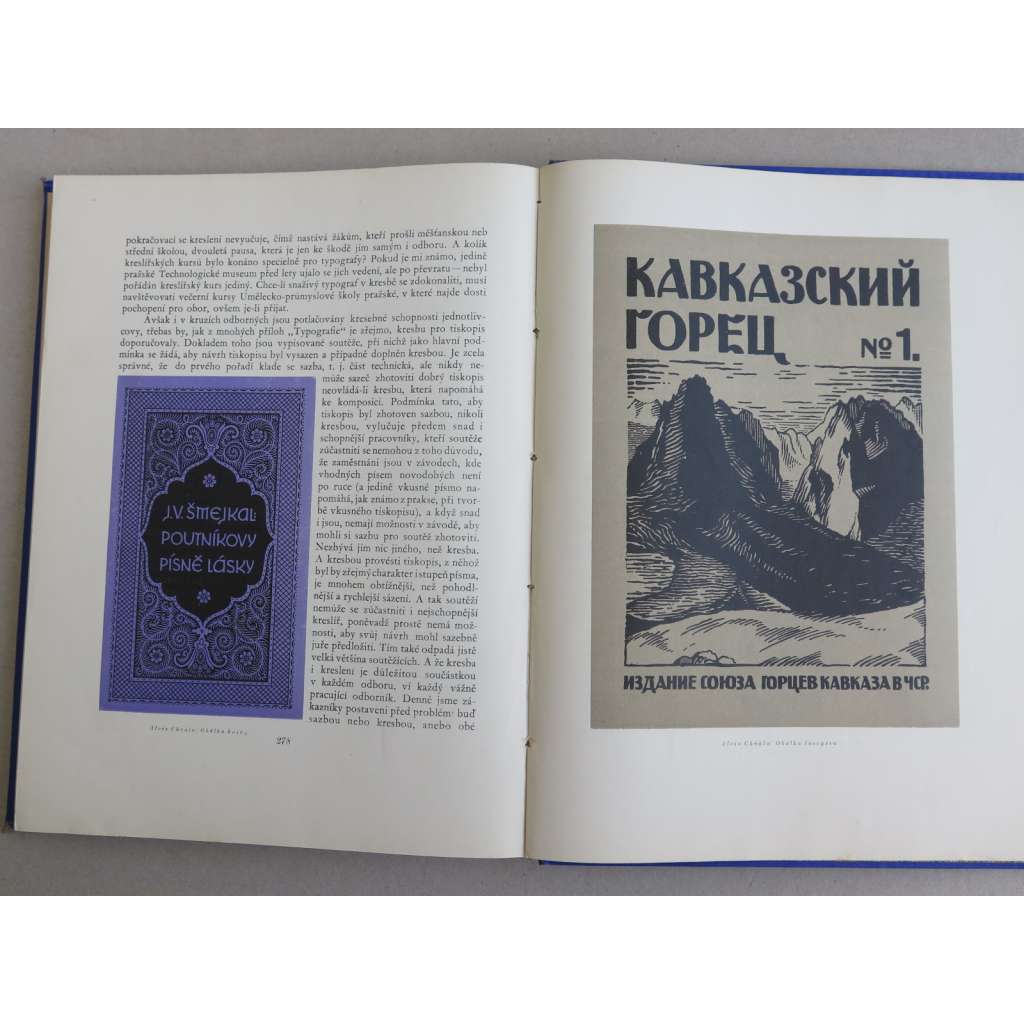 pokračovací se kreslení nevyučuje, čímž nastává žákům, kteří prošli měšťanskou neb
střední školou, dvouletá pausa, která je jen ke škodě jim samým i odboru. A kolik
kreslířských kursů bylo konáno specielně pro typografy? Pokud je mi známo, jedině
pražské Technologické museum před lety ujalo se jich vedení, ale po převratu — nebyl
pořádán kreslířský kurs jediný. Chce-li snaživý typograf v kresbě se zdokonaliti, musí
navštěvovati večerní kursy Umělecko-průmyslové školy pražské, v které najde dosti
pochopení pro obor, ovšem je-li přijat.
Avšak i v kruzích odborných jsou potlačovány kresebné schopnosti jednotliv-
covy, třebas by, jak z mnohých příloh „Typografie" je zřejmo, kresbu pro tiskopis
doporučovaly. Dokladem toho jsou vypisované soutěže, při nichž jako hlavní pod-
mínka se žádá, aby návrh tiskopisu byl vysazen a případně doplněn kresbou. Je zcela
správné, že do prvého pořadí klade se sazba, t. j. část technická, ale nikdy ne-
může sazeč zhotoviti dobrý tiskopis
neovládá-li kresbu, která napomáhá
ke komposici. Podmínka tato, aby
tiskopis byl zhotoven sazbou, nikoli
kresbou, vylučuje předem snad i
schopnější pracovníky, kteří soutěže
zúčastniti se nemohou z toho důvodu,
že zaměstnáni jsou v závodech, kde
vhodných písem novodobých není
po ruce (a jedině vkusné písmo na-
pomáhá, jak známo z prakse, při tvor-
bě vkusného tiskopisu), a když snad
i jsou, nemají možnosti v závodě, aby
mohli si sazbu pro soutěž zhotoviti.
Nezbývá jim nic jiného, než kresba.
A kresbou provésti tiskopis, z něhož
byl by zřejmý charakter i stupeň písma,
je mnohem obtížnější, než pohodl-
nější a rychlejší sázení. A tak soutěží
nemůže se zúčastniti i nejschopnější
kreslíř, poněvadž prostě nemá mož-
nosti, aby svůj návrh mohl sazebně
juře předložiti. Tím také odpadá jistě
velká většina soutěžících. A že kresba
i kreslení je důležitou součástkou
v každém odboru, ví každý vážně
pracující odborník. Denně jsme zá-
kazníky postaveni před problém: buď
sazbou nebo kresbou, anebo obé
J.V. ŠMEJKAL:
POUTNÍKOVY
PÍSNĚ LÁSKY
278
КАВКАЗСКИЙ
ГОРЕЦ
№ 1.
ИЗДАНИЕ СОЮЗА ГОРЦЕВ КАВКАЗА В ЧСР.